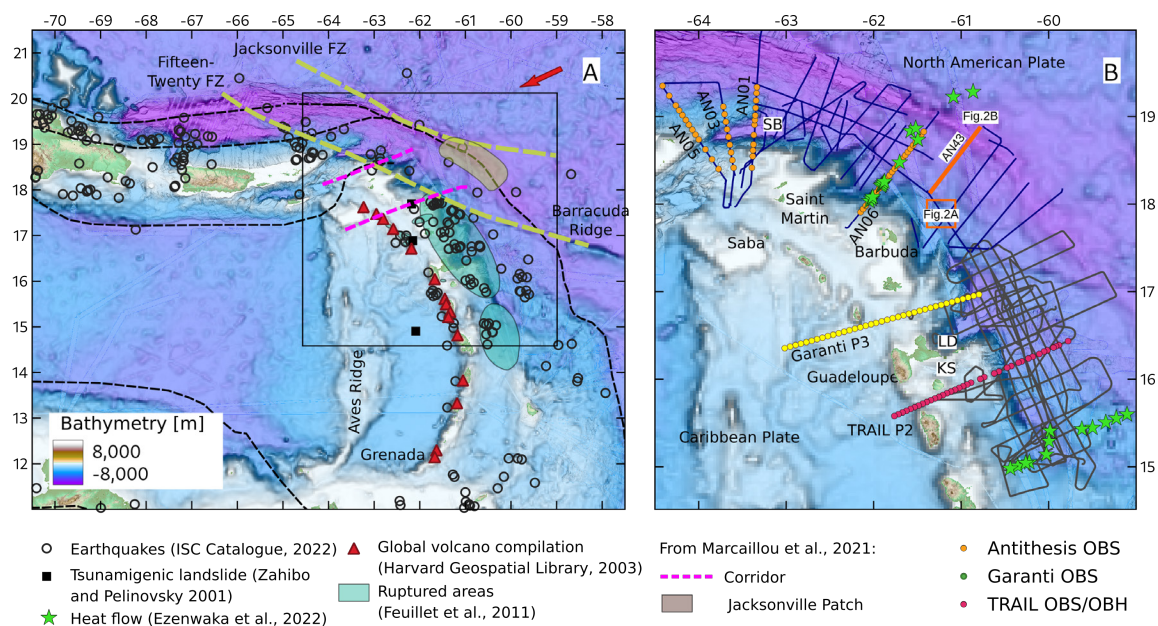 -70 -69 -68 -67 -66 -65 -64 -63 -62 -61 -60 -59 -58
21
20
19
18
17
16
15
14
13
12
Jacksonville FZ
Fifteen-
Twenty FZ
A
Barracuda
Ridge
Aves Ridge
Grenada
Bathymetry [m]
8,000
-8,000
-64 -63 -62 -61 -60
19
18
17
16
15
North American Plate
B
AN05
AN03
AN01
SB
Fig.2B
AN43
Fig.2A
AN06
Saint
Martin
Saba
Barbuda
Garanti P3
LD
KS
Guadeloupe
TRAIL P2
Caribbean Plate
Earthquakes (ISC Catalogue, 2022)
Tsunamigenic landslide (Zahibo
and Pelinovsky 2001)
Heat flow (Ezenwaka et al., 2022)
Global volcano compilation
(Harvard Geospatial Library, 2003)
Ruptured areas
(Feuillet et al., 2011)
From Marcaillou et al., 2021:
Corridor
Jacksonville Patch
Antithesis OBS
Garanti OBS
TRAIL OBS/OBH